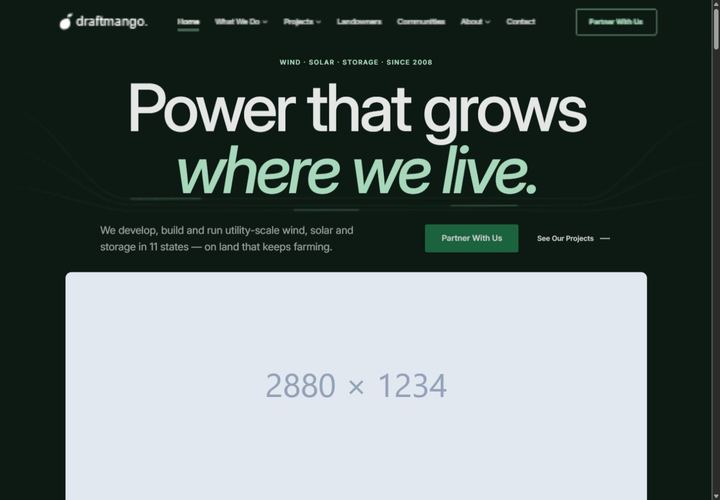 draftmango.
Home
What We Do
Projects
Landowners
Communities
About
Contact
Partner With Us
WIND · SOLAR · STORAGE · SINCE 2008
Power that grows
where we live.
We develop, build and run utility-scale wind, solar and
storage in 11 states — on land that keeps farming.
Partner With Us
See Our Projects
2880 × 1234